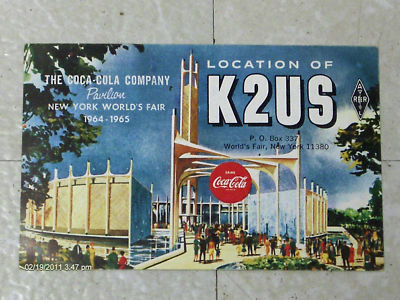 LOCATION OF
K2US
THE COCA-COLA COMPANY
Pavilion
NEW YORK WORLD'S FAIR
1964-1965
P. O. Box 337
World's Fair, New York 11380
A
R R
L
DRINK
Coca-Cola
02/19/2011 3:47 pm